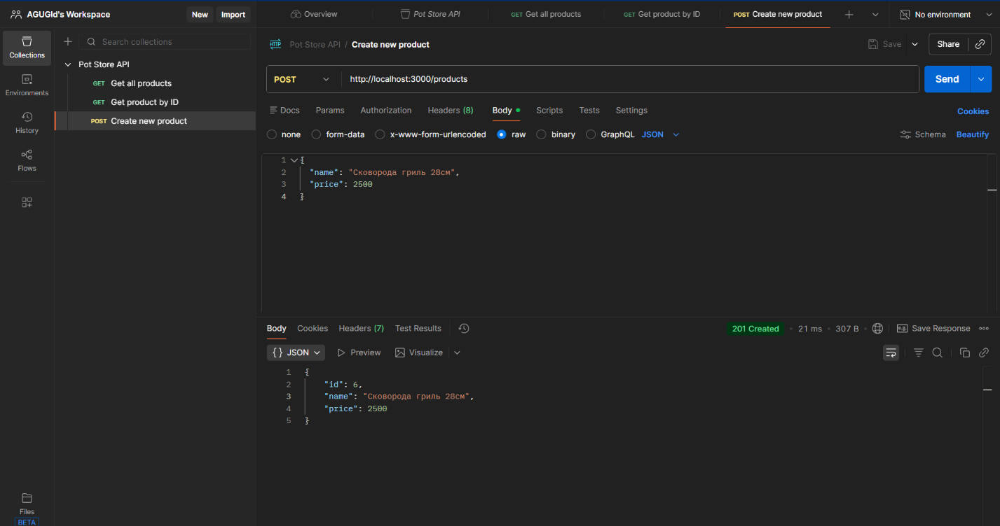 AGUGId's Workspace New Import Overview Pot Store API GET Get all products GET Get product by ID POST Create new product No environment
Collections
Environments
History
Flows
Files
BETA
Search collections
Pot Store API
GET Get all products
GET Get product by ID
POST Create new product
HTTP Pot Store API / Create new product Save Share
POST http://localhost:3000/products Send
Docs Params Authorization Headers (8) Body Scripts Tests Settings Cookies
none form-data x-www-form-urlencoded raw binary GraphQL JSON Schema Beautify
1 {
2 "name": "Сковорода гриль 28см",
3 "price": 2500
4 }
Body Cookies Headers (7) Test Results 201 Created • 21 ms • 307 B • e.g. Save Response
{} JSON Preview Visualize
1 {
2 "id": 6,
3 "name": "Сковорода гриль 28см",
4 "price": 2500
5 }